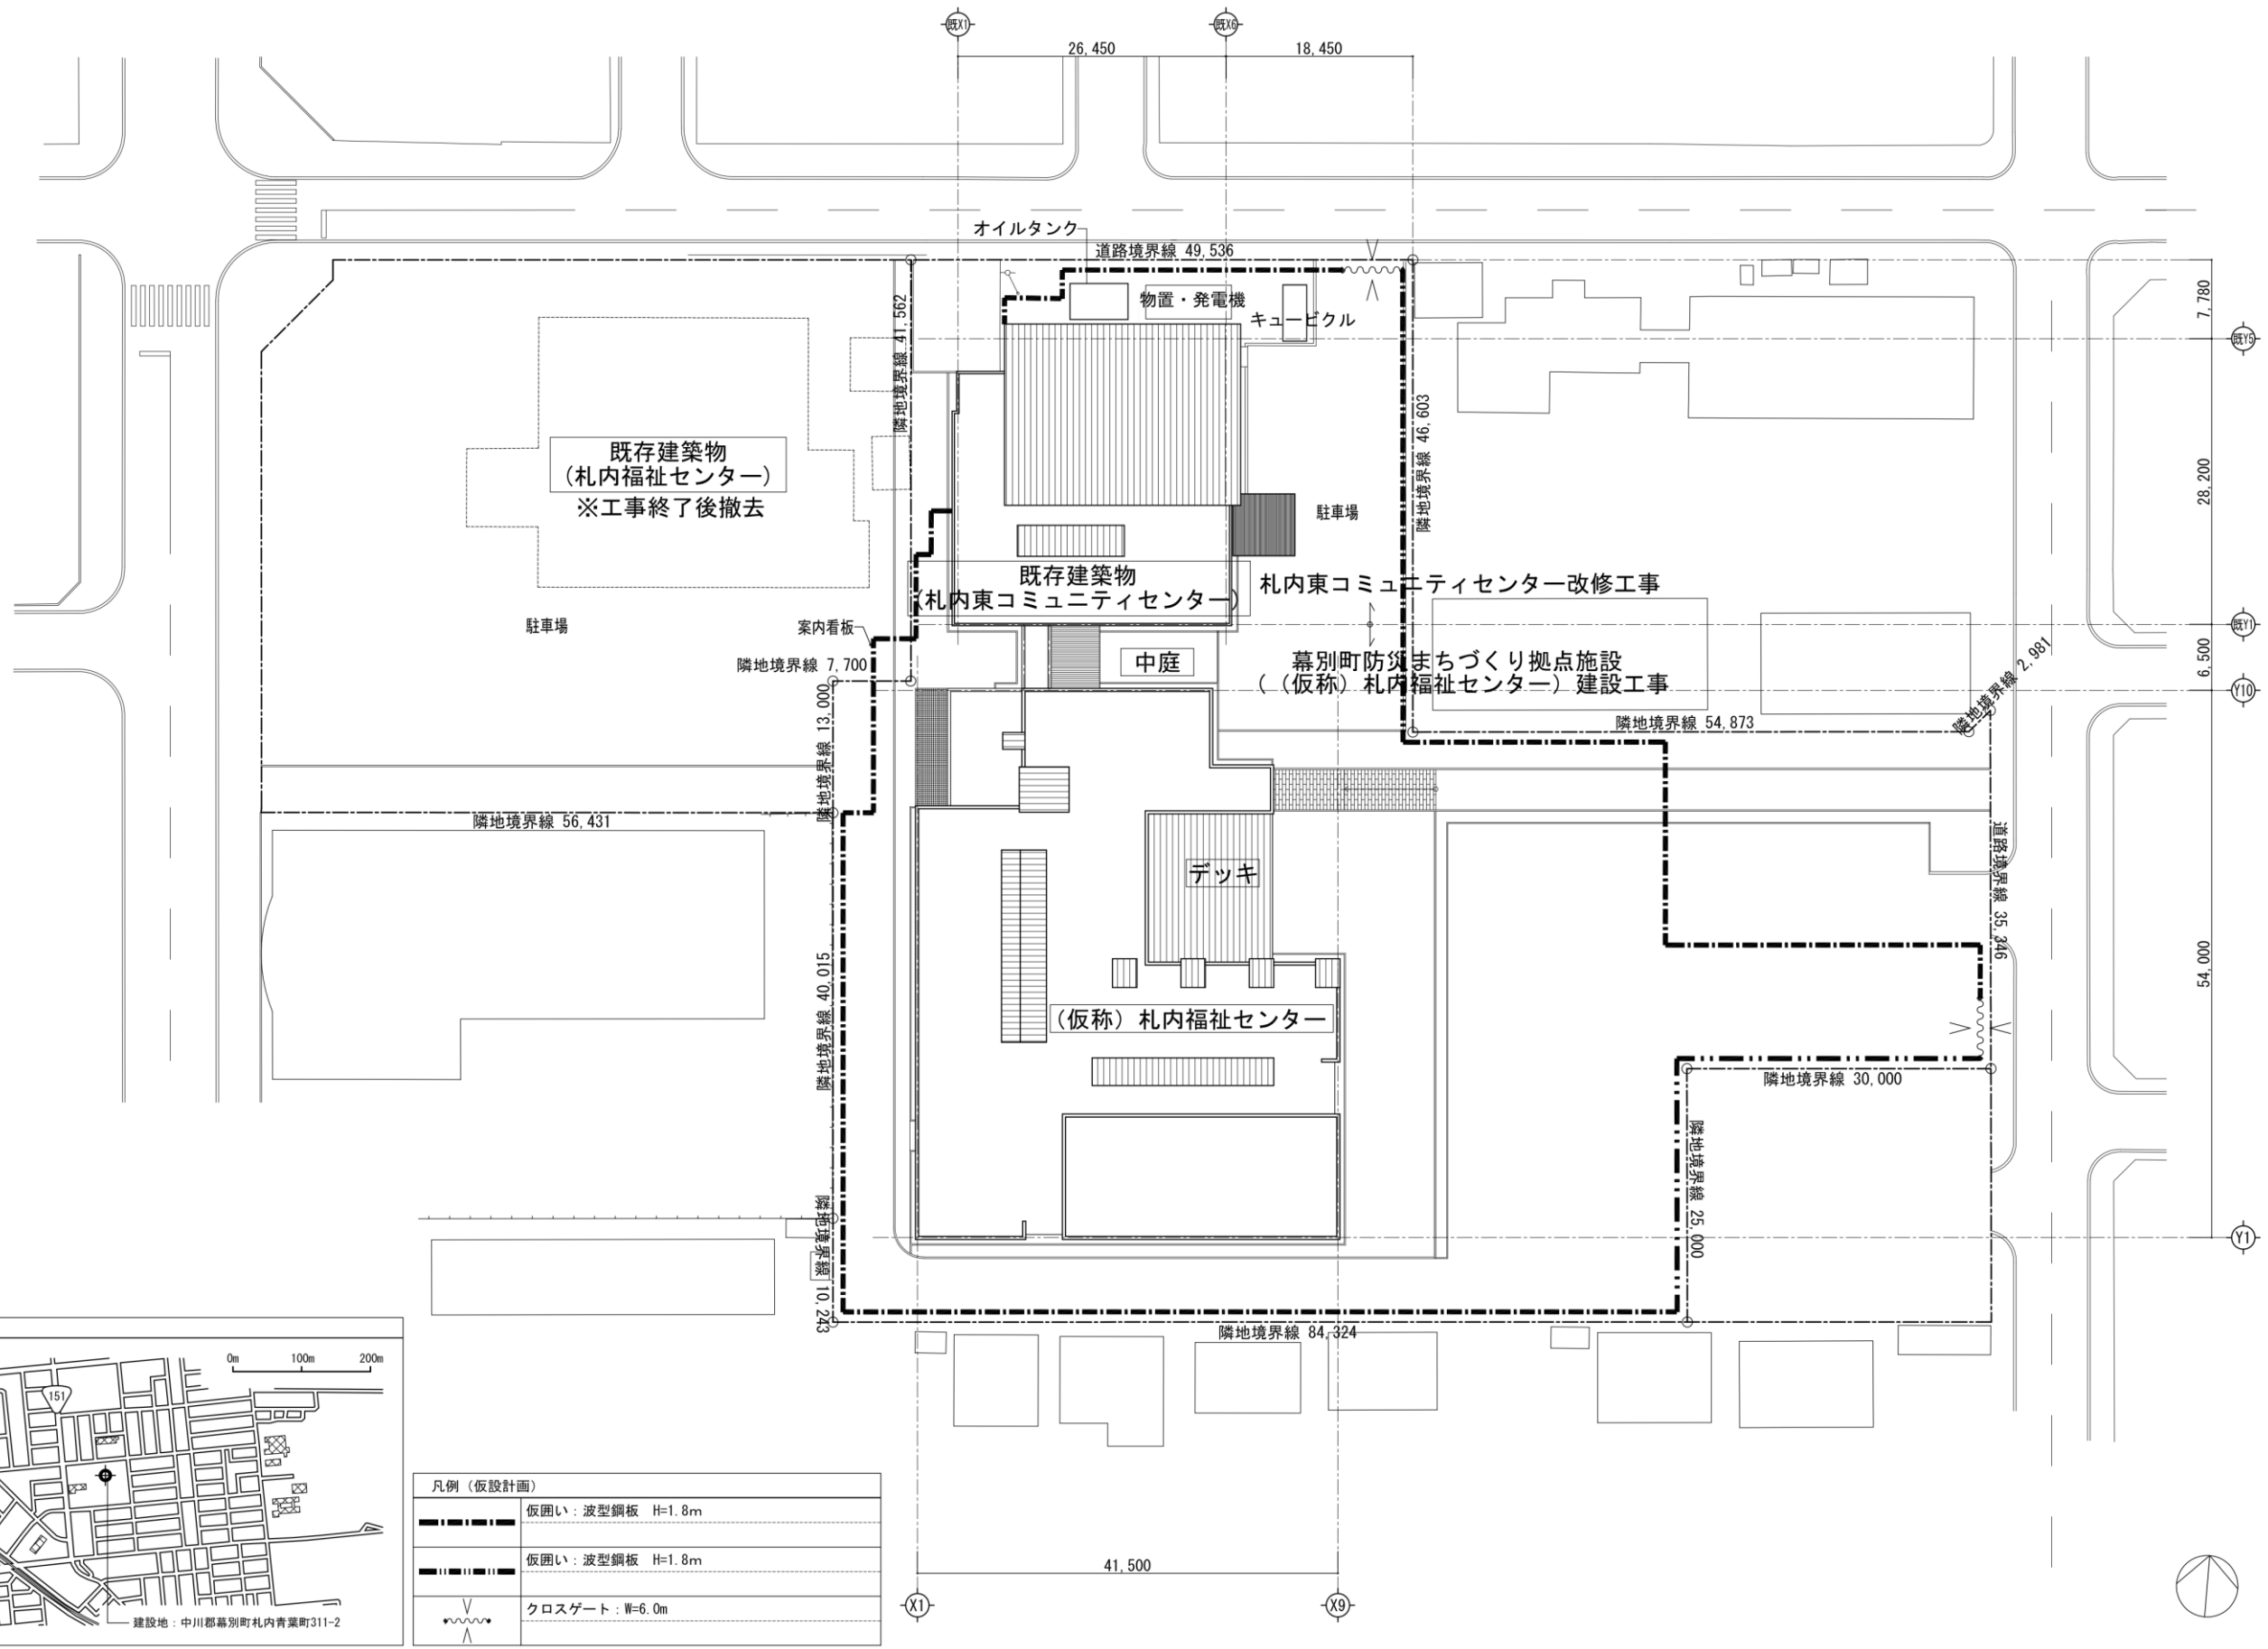 既X1
既X6
26,450
18,450
オイルタンク
道路境界線 49,536
物置・発電機
キュービクル
7,780
既Y5
隣地境界線 41,562
隣地境界線 46,603
既存建築物
(札内福祉センター)
※工事終了後撤去
28,200
駐車場
既存建築物
(札内東コミュニティセンター)
札内東コミュニティセンター改修工事
駐車場
案内看板
既Y1
隣地境界線 7,700
中庭
幕別町防災まちづくり拠点施設
((仮称)札内福祉センター)建設工事
隣地境界線 2,981
6,500
Y10
隣地境界線 13,000
隣地境界線 54,873
隣地境界線 56,431
道路境界線 35,346
デッキ
隣地境界線 40,015
54,000
(仮称)札内福祉センター
隣地境界線 30,000
隣地境界線 25,000
隣地境界線 10,243
Y1
隣地境界線 84,324
0m 100m 200m
151
建設地:中川郡幕別町札内青葉町311-2
凡例(仮設計画)
仮囲い:波型鋼板 H=1.8m
仮囲い:波型鋼板 H=1.8m
クロスゲート:W=6.0m
41,500
X1
X9